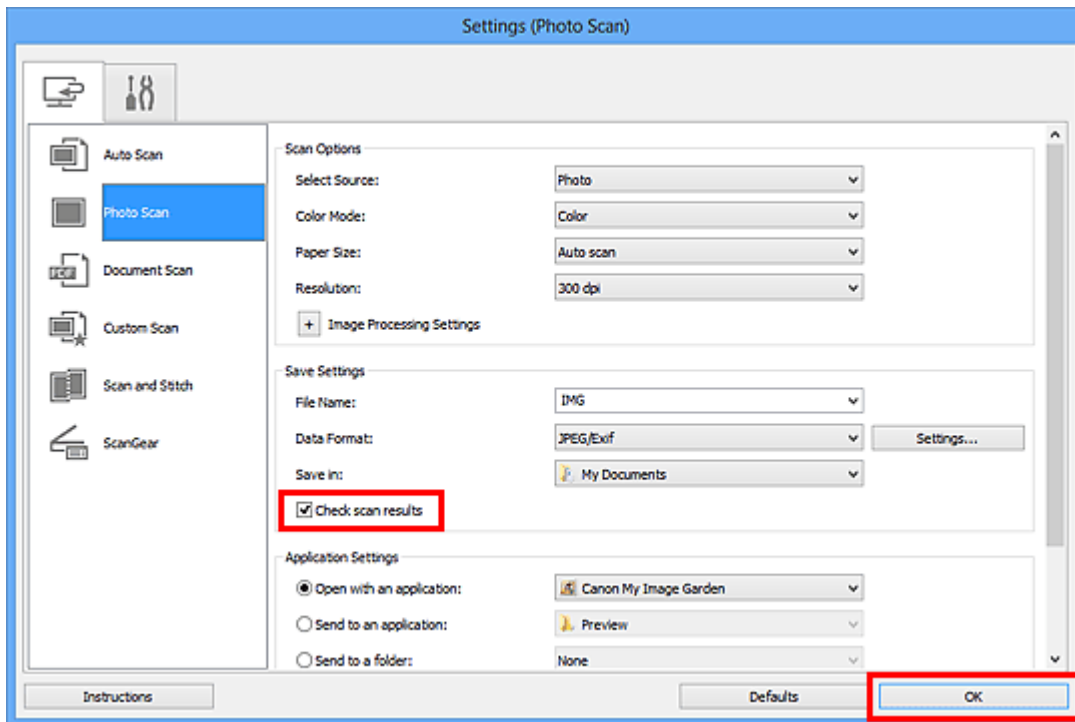 Settings (Photo Scan)
Auto Scan
Photo Scan
Document Scan
Custom Scan
Scan and Stitch
ScanGear
Scan Options
Select Source: Photo
Color Mode: Color
Paper Size: Auto scan
Resolution: 300 dpi
+ Image Processing Settings
Save Settings
File Name: IMG
Data Format: JPEG/Exif Settings...
Save in: My Documents
Check scan results
Application Settings
Open with an application: Canon My Image Garden
Send to an application: Preview
Send to a folder: None
Instructions Defaults OK